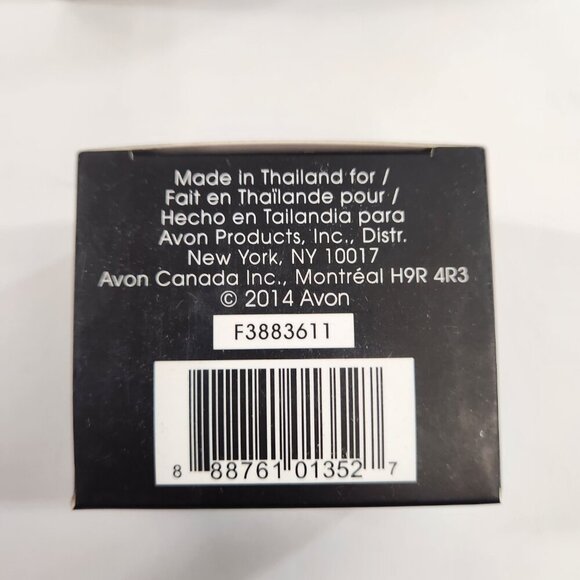 Made in Thailand for /
Fait en Thaïlande pour /
Hecho en Tailandia para
Avon Products, Inc., Distr.
New York, NY 10017
Avon Canada Inc., Montréal H9R 4R3
© 2014 Avon
F3883611
8 88761 01352 7